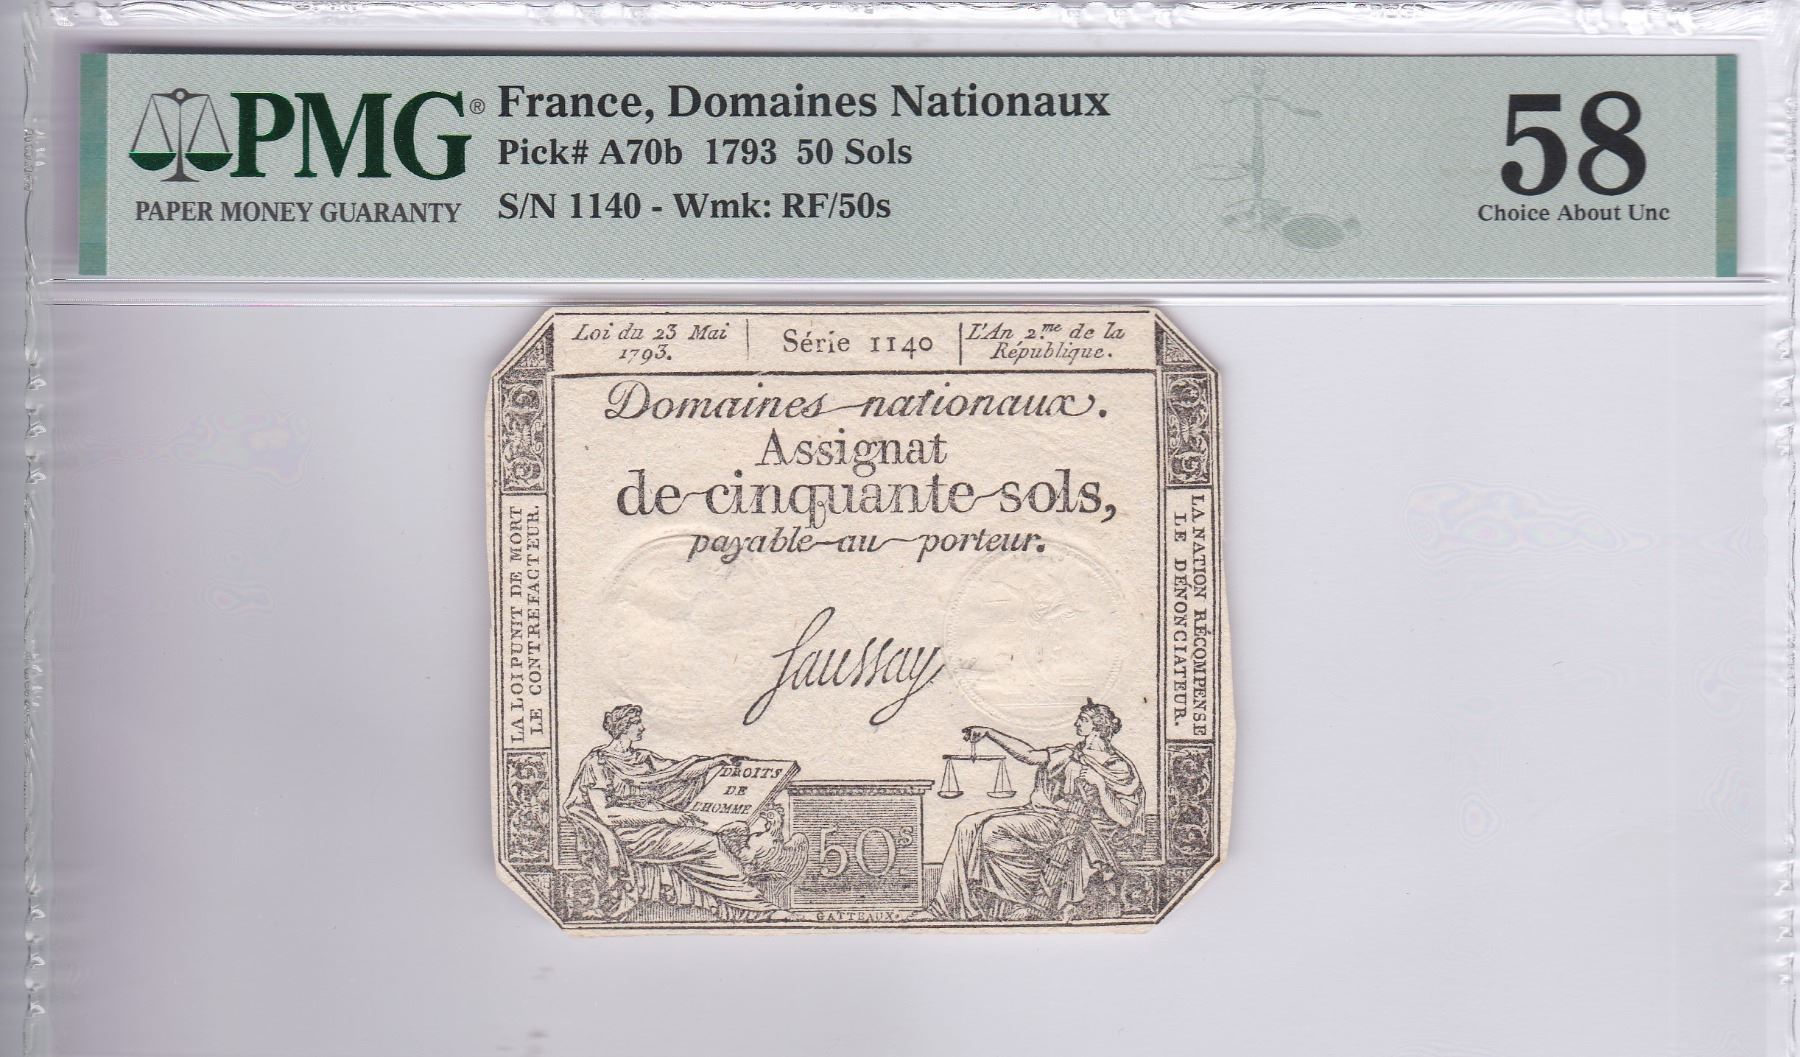 PMG®
PAPER MONEY GUARANTY
France, Domaines Nationaux
Pick# A70b 1793 50 Sols
S/N 1140 - Wmk: RF/50s
58
Choice About Unc
Loi du 23 Mai
1793.
Série 1140
L'An 2.me de la
République.
Domaines nationaux.
Assignat
de cinquante sols,
payable au porteur.
LA LOI PUNIT DE MORT
LE CONTREFACTEUR.
LA NATION RÉCOMPENSE
LE DÉNONCIATEUR.
Saussay
DROITS
DE
L'HOMME
50s
GATTEAUX.